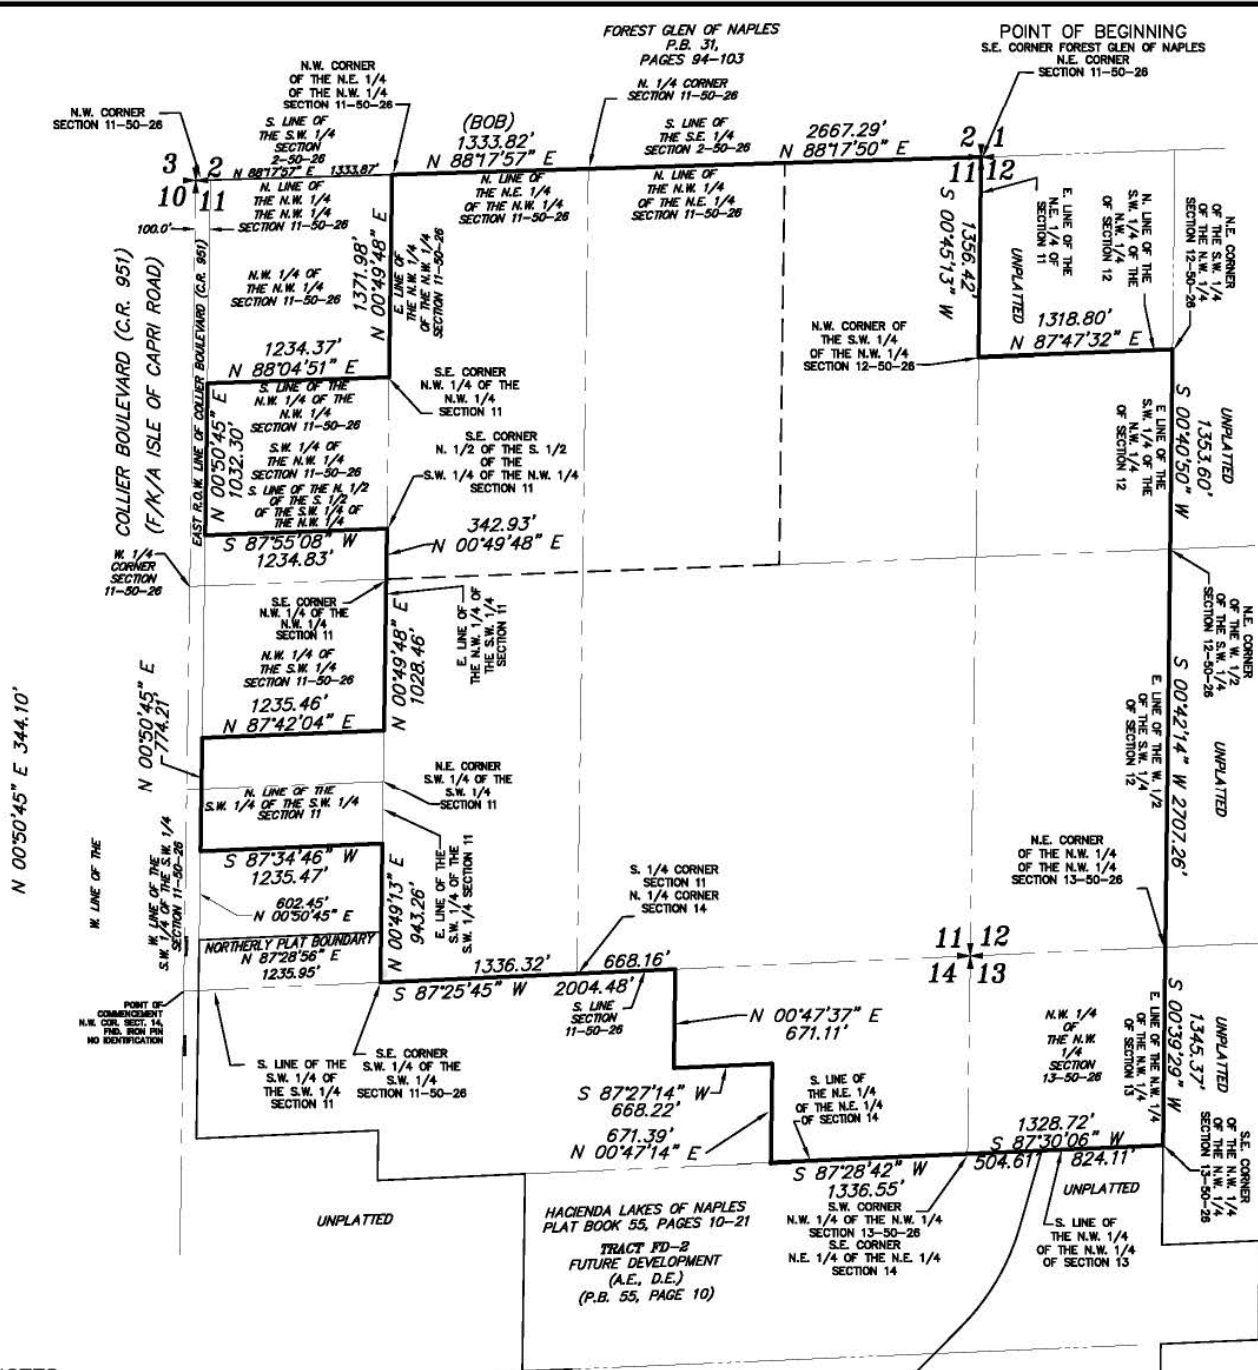 FOREST GLEN OF NAPLES
P.B. 31,
PAGES 94-103
POINT OF BEGINNING
S.E. CORNER FOREST GLEN OF NAPLES
N.E. CORNER
SECTION 11-50-26
N.W. CORNER
OF THE N.E. 1/4
OF THE N.W. 1/4
SECTION 11-50-26
N. 1/4 CORNER
SECTION 11-50-26
N.W. CORNER
SECTION 11-50-26
S. LINE OF
THE S.W. 1/4
SECTION
2-50-26
(BOB)
1333.82'
N 88°17'57" E
S. LINE OF
THE S.E. 1/4
SECTION 2-50-26
2667.29'
N 88°17'50" E
2 1
11 12
3 2
10 11
N 88°17'57" E 1333.87'
N. LINE OF
THE N.W. 1/4
THE N.W. 1/4
SECTION 11-50-26
N. LINE OF
THE N.E. 1/4
OF THE N.W. 1/4
SECTION 11-50-26
N. LINE OF
THE N.W. 1/4
OF THE N.E. 1/4
SECTION 11-50-26
100.0'
1371.98'
N 00°49'48" E
E. LINE OF
THE N.W. 1/4
OF THE N.W. 1/4
SECTION 11-50-26
1356.42'
S 00°45'13" W
E. LINE OF THE
N.E. 1/4 OF
SECTION 11
UNPLATTED
N. LINE OF THE
S.W. 1/4 OF THE
N.W. 1/4
OF SECTION 12
N.E. CORNER
OF THE S.W. 1/4
OF THE N.W. 1/4
SECTION 12-50-26
COLLIER BOULEVARD (C.R. 951)
(F/K/A ISLE OF CAPRI ROAD)
EAST R.O.W. LINE OF COLLIER BOULEVARD (C.R. 951)
N.W. 1/4 OF
THE N.W. 1/4
SECTION 11-50-26
1234.37'
N 88°04'51" E
N.W. CORNER OF
THE S.W. 1/4
OF THE N.W. 1/4
SECTION 12-50-26
1318.80'
N 87°47'32" E
S.E. CORNER
N.W. 1/4 OF THE
N.W. 1/4
SECTION 11
S. LINE OF THE
N.W. 1/4 OF THE
N.W. 1/4
SECTION 11-50-26
N 00°50'45" E
1032.30'
S.W. 1/4 OF
THE N.W. 1/4
SECTION 11-50-26
S. LINE OF THE N. 1/2
OF THE S. 1/2
OF THE S.W. 1/4 OF
THE N.W. 1/4
S.E. CORNER
N. 1/2 OF THE S. 1/2
OF THE
S.W. 1/4 OF THE N.W. 1/4
SECTION 11
E. LINE OF THE
S.W. 1/4 OF THE
N.W. 1/4
OF SECTION 12
UNPLATTED
1353.60'
S 00°40'50" W
S 87°55'08" W
1234.83'
342.93'
N 00°49'48" E
W. 1/4
CORNER
SECTION
11-50-26
S.E. CORNER
N.W. 1/4 OF THE
N.W. 1/4
SECTION 11
N 00°49'48" E
1028.46'
E. LINE OF
THE N.W. 1/4 OF
THE S.W. 1/4
SECTION 11
N.E. CORNER
OF THE W. 1/2
OF THE S.W. 1/4
SECTION 12-50-26
N.W. 1/4 OF
THE S.W. 1/4
SECTION 11-50-26
1235.46'
N 87°42'04" E
N 00°50'45" E 344.10'
N 00°50'45" E
774.21'
E. LINE OF THE W. 1/2
OF THE S.W. 1/4
OF SECTION 12
S 00°42'14" W 2707.26'
UNPLATTED
N.E. CORNER
S.W. 1/4 OF THE
S.W. 1/4
SECTION 11
N. LINE OF THE
S.W. 1/4 OF THE S.W. 1/4
SECTION 11
S 87°34'46" W
1235.47'
N.E. CORNER
OF THE N.W. 1/4
OF THE N.W. 1/4
SECTION 13-50-26
W. LINE OF THE
W. LINE OF THE
S.W. 1/4 OF THE S.W. 1/4
SECTION 11-50-26
602.45'
N 00°50'45" E
N 00°49'13" E
943.26'
E. LINE OF THE
S.W. 1/4 OF THE
S.W. 1/4 SECTION 11
S. 1/4 CORNER
SECTION 11
N. 1/4 CORNER
SECTION 14
NORTHERLY PLAT BOUNDARY
N 87°28'56" E
1235.95'
11 12
14 13
1336.32'
668.16'
S 87°25'45" W
2004.48'
S. LINE
SECTION
11-50-26
POINT OF
COMMENCEMENT
N.W. COR. SECT. 14,
FND. IRON PIN
NO IDENTIFICATION
N 00°47'37" E
671.11'
N.W. 1/4
OF
THE N.W.
1/4
SECTION
13-50-26
E. LINE OF THE N.W. 1/4
OF THE N.W. 1/4
OF SECTION 13
S 00°39'29" W
1345.37'
UNPLATTED
S. LINE OF THE
S.W. 1/4 OF
THE S.W. 1/4
SECTION 11
S.E. CORNER
S.W. 1/4 OF THE
S.W. 1/4
SECTION 11-50-26
S 87°27'14" W
668.22'
S. LINE OF
THE N.E. 1/4
OF THE N.E. 1/4
OF SECTION 14
671.39'
N 00°47'14" E
1328.72'
S 87°30'06" W
504.61' 824.11'
S.E. CORNER
OF THE N.W. 1/4
OF THE N.W. 1/4
SECTION 13-50-26
S 87°28'42" W
1336.55'
UNPLATTED
S.W. CORNER
N.W. 1/4 OF THE N.W. 1/4
SECTION 13-50-26
S.E. CORNER
N.E. 1/4 OF THE N.E. 1/4
SECTION 14
S. LINE OF
THE N.W. 1/4
OF THE N.W. 1/4
OF SECTION 13
UNPLATTED
HACIENDA LAKES OF NAPLES
PLAT BOOK 55, PAGES 10-21
TRACT FD-2
FUTURE DEVELOPMENT
(A.E., D.E.)
(P.B. 55, PAGE 10)